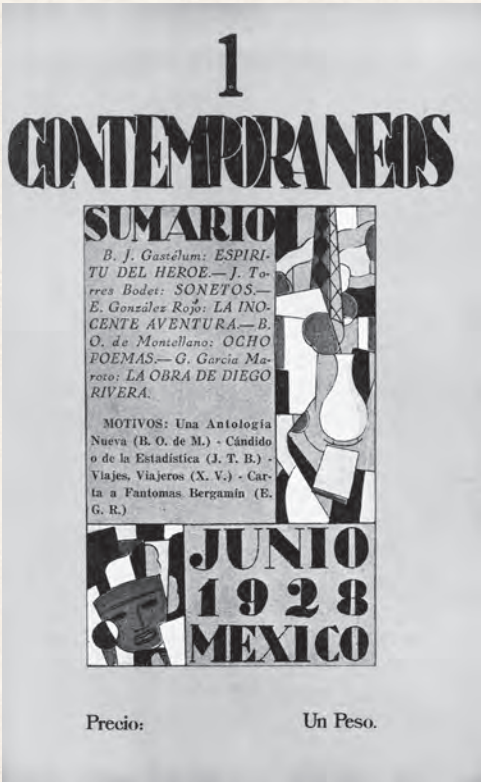 1
CONTEMPORANEOS
SUMARIO
B. J. Gastélum: ESPIRI-
TU DEL HEROE.— J. To-
rres Bodet: SONETOS.—
E. González Rojo: LA INO-
CENTE AVENTURA.— B.
O. de Montellano: OCHO
POEMAS.— G. García Ma-
roto: LA OBRA DE DIEGO
RIVERA.
MOTIVOS: Una Antología
Nueva (B. O. de M.) - Cándido
o de la Estadística (J. T. B.) -
Viajes, Viajeros (X. V.) - Car-
ta a Fantomas Bergamín (E.
G. R.)
JUNIO
1928
MEXICO
Precio: Un Peso.